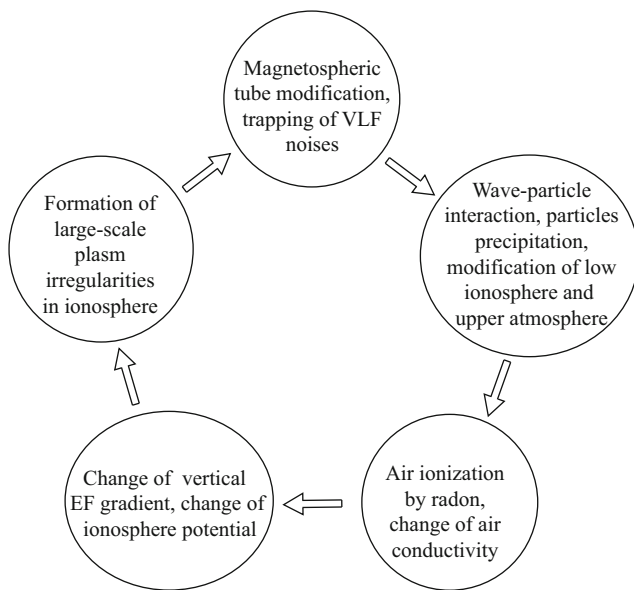 Magnetospheric
tube modification,
trapping of VLF
noises
Wave-particle
interaction, particles
precipitation,
modification of low
ionosphere and
upper atmosphere
Air ionization
by radon,
change of air
conductivity
Change of vertical
EF gradient, change of
ionosphere potential
Formation of
large-scale
plasm
irregularities
in ionosphere